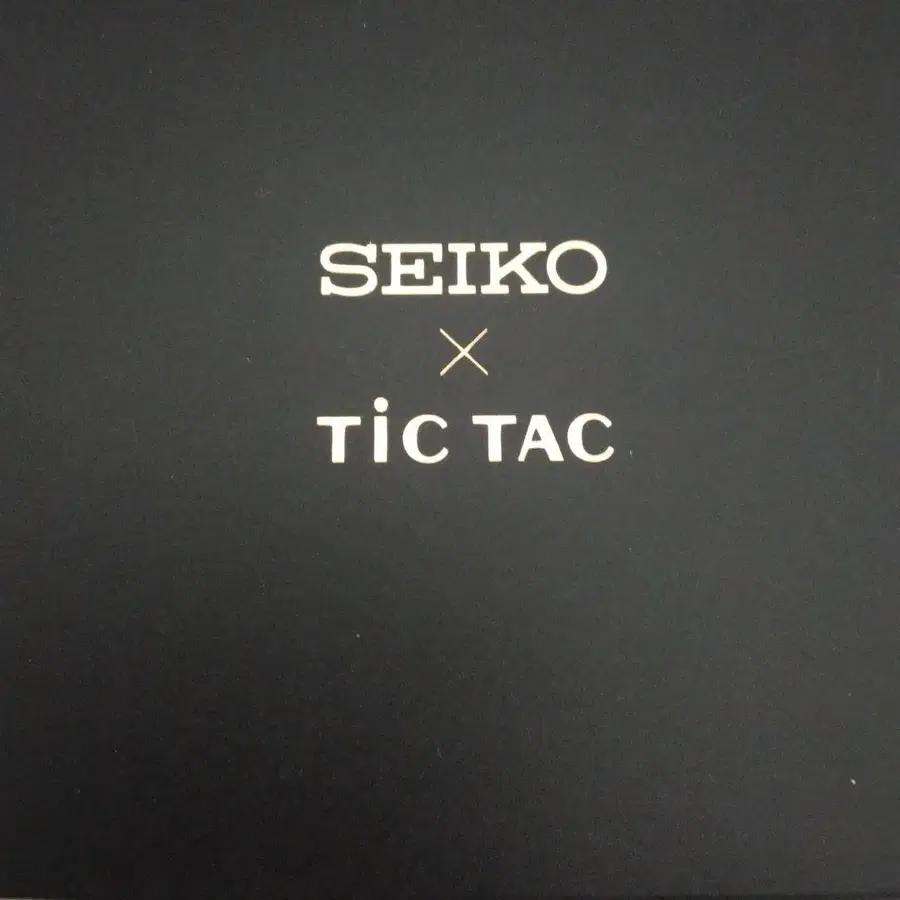 SEIKO
×
TiC TAC